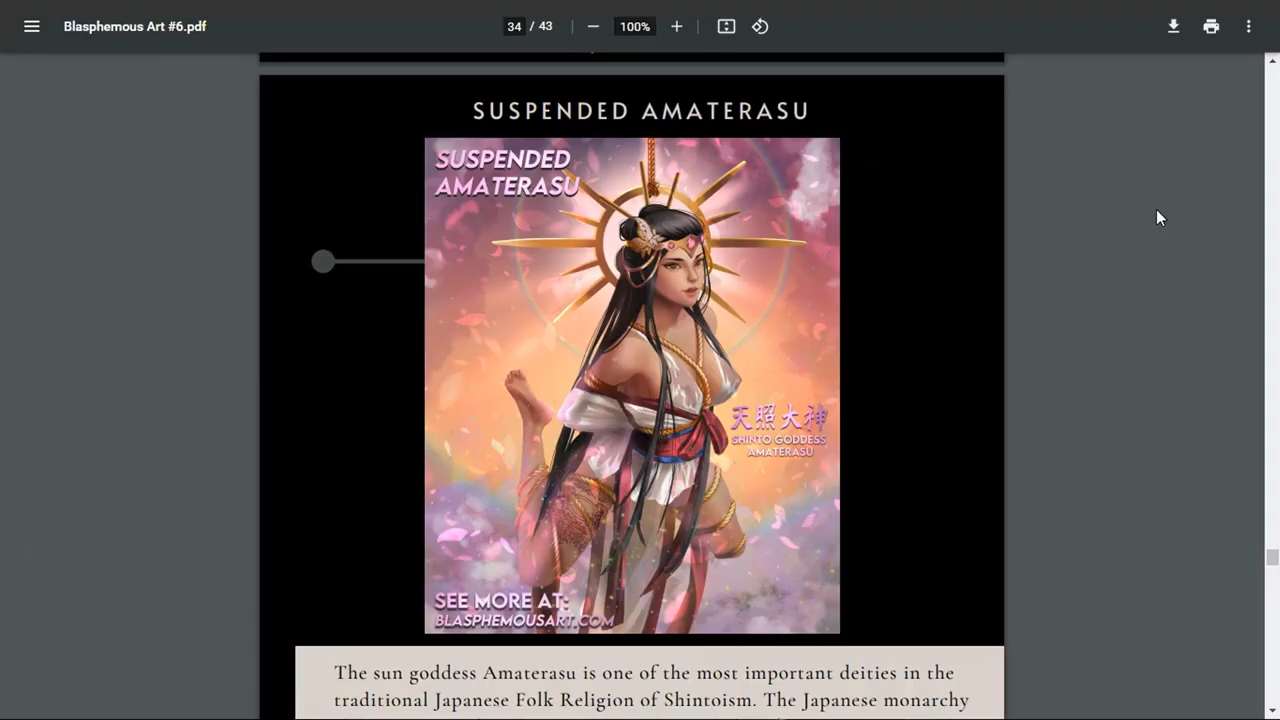 Blasphemous Art #6.pdf
34 / 43
100%
SUSPENDED AMATERASU
SUSPENDED
AMATERASU
天照大神
SHINTO GODDESS
AMATERASU
SEE MORE AT:
BLASPHEMOUSART.COM
The sun goddess Amaterasu is one of the most important deities in the
traditional Japanese Folk Religion of Shintoism. The Japanese monarchy